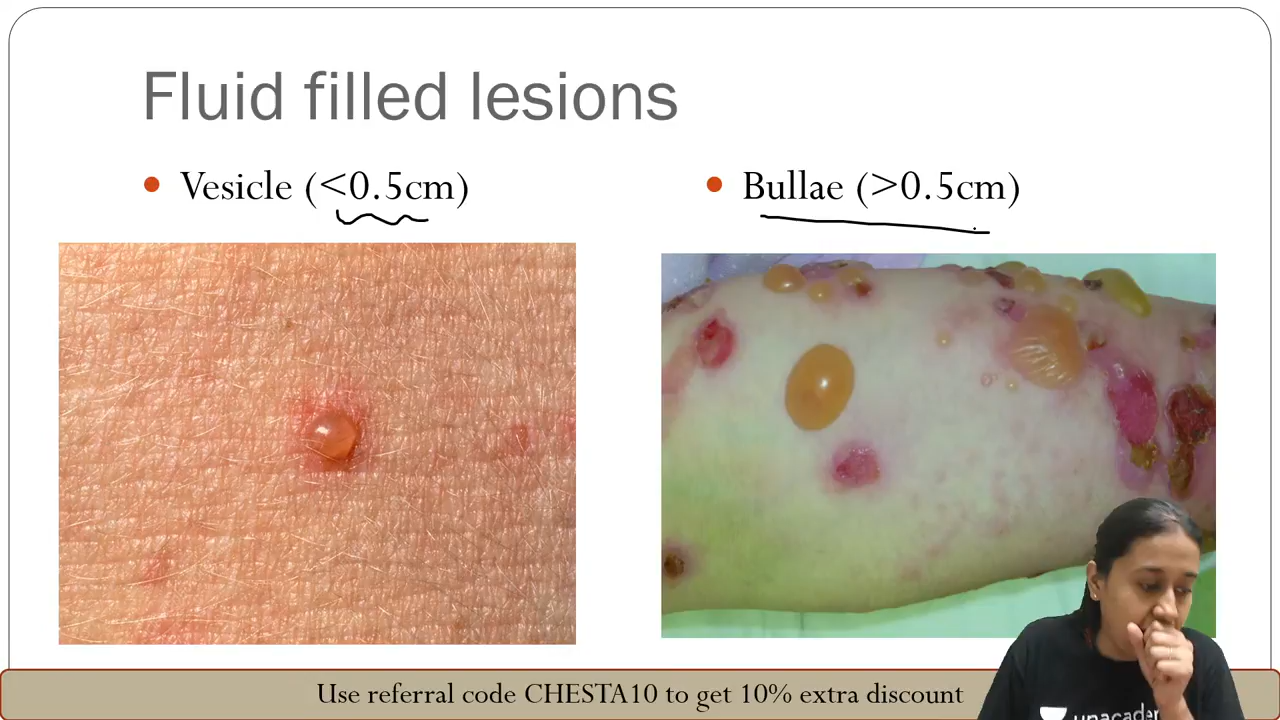 Fluid filled lesions
• Vesicle (<0.5cm)
• Bullae (>0.5cm)
Use referral code CHESTA10 to get 10% extra discount